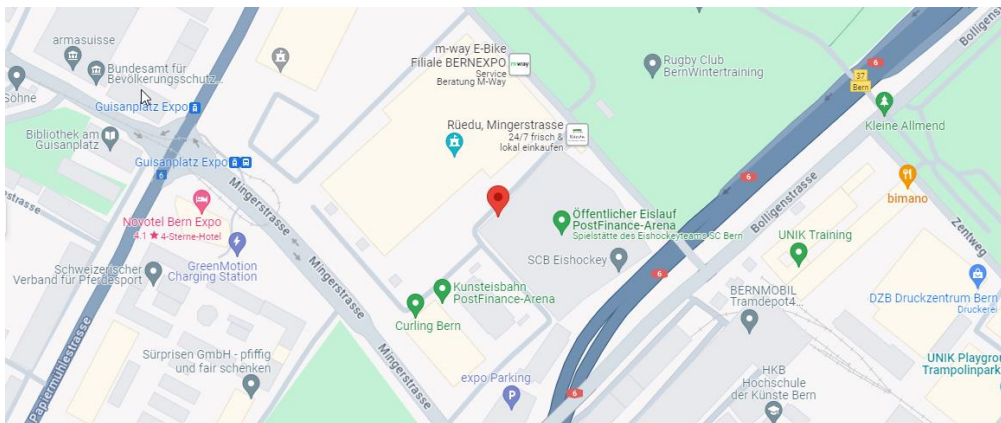 armasuisse
Bundesamt für
Bevölkerungsschutz...
Söhne
Guisanplatz Expo
Bibliothek am
Guisanplatz
Guisanplatz Expo
6
Mingerstrasse
Novotel Bern Expo
4.1 ★ 4-Sterne-Hotel
GreenMotion
Charging Station
Schweizerischer
Verband für Pferdesport
Mingerstrasse
Papiermühlestrasse
Sürprisen GmbH - pfiffig
und fair schenken
Mingerstrasse
m-way E-Bike
Filiale BERNEXPO
Service
Beratung M-Way
m-way
Rüedu, Mingerstrasse
24/7 frisch &
lokal einkaufen
Öffentlicher Eislauf
PostFinance-Arena
Spielstätte des Eishockeyteams SC Bern
SCB Eishockey
Kunsteisbahn
PostFinance-Arena
Curling Bern
expo Parking
P
Rugby Club
BernWintertraining
6
37
Bern
Bolligenstrasse
Kleine Allmend
6
bimano
Bolligenstrasse
Zentweg
UNIK Training
6
BERNMOBIL
Tramdepot4...
DZB Druckzentrum Bern
Druckerei
UNIK Playgrou
Trampolinpark
HKB
Hochschule
der Künste Bern
6